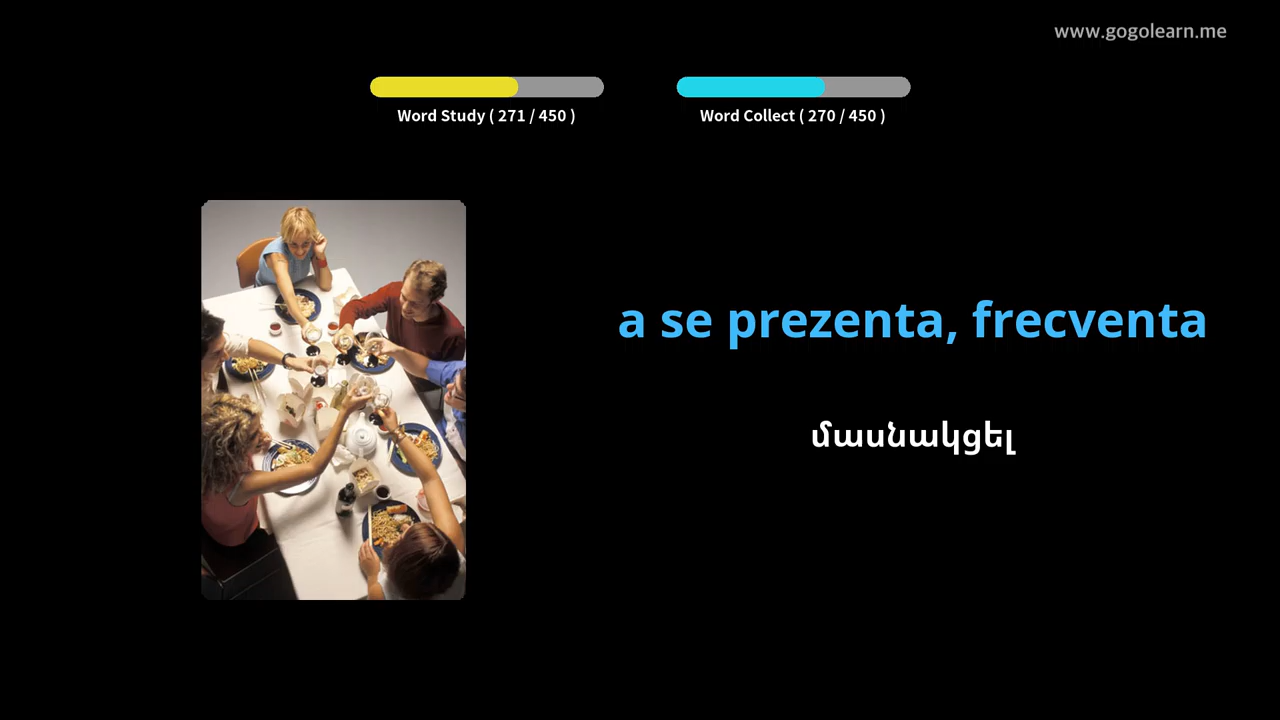 www.gogolearn.me
Word Study ( 271 / 450 )
Word Collect ( 270 / 450 )
a se prezenta, frecventa
մասնակցել